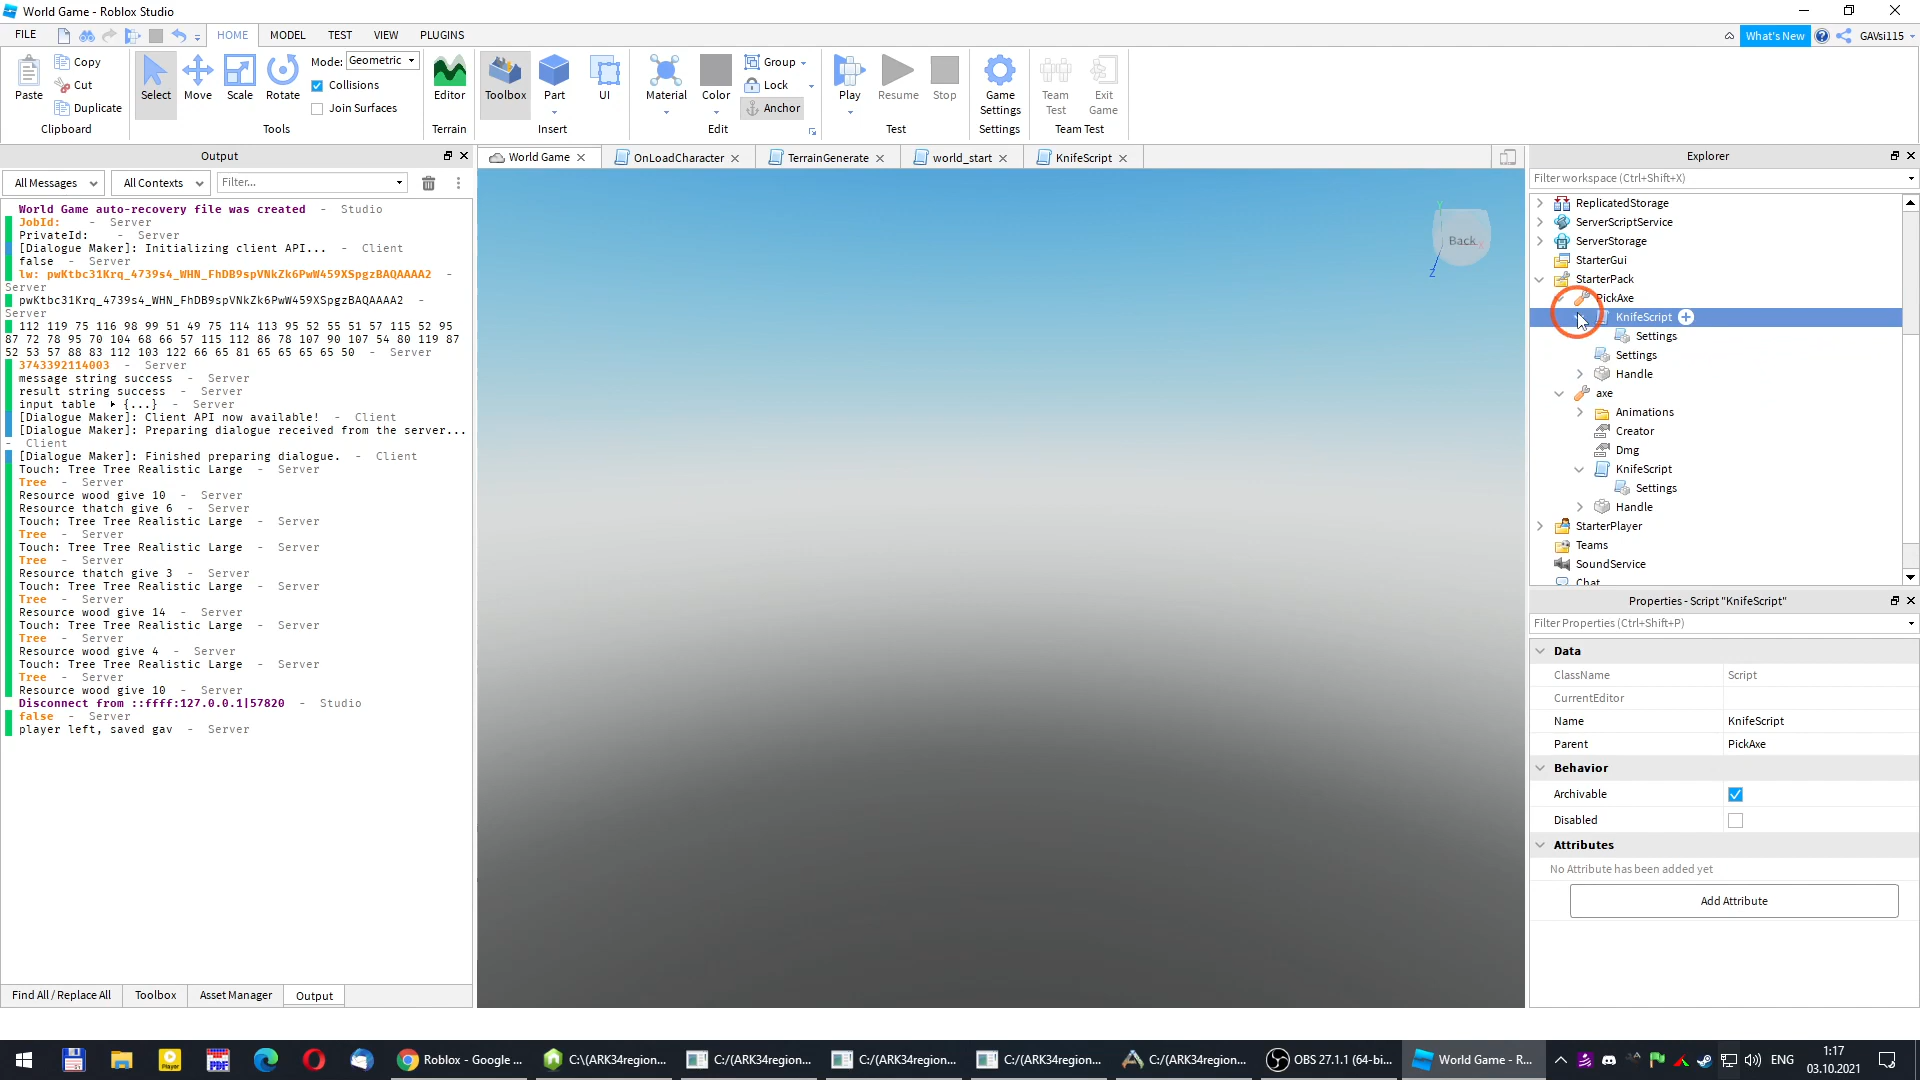 World Game - Roblox Studio
FILE HOME MODEL TEST VIEW PLUGINS What's New GAVsi115
Paste Copy Cut Duplicate Clipboard
Select Move Scale Rotate Mode: Geometric Collisions Join Surfaces Tools
Editor Terrain
Toolbox Part UI Insert
Material Color Group Lock Anchor Edit
Play Resume Stop Test
Game Settings Settings
Team Test Exit Game Team Test
Output
All Messages All Contexts Filter...
World Game auto-recovery file was created - Studio
JobId: - Server
PrivateId: - Server
[Dialogue Maker]: Initializing client API... - Client
false - Server
lw: pwKtbc31Krq_4739s4_WHN_FhDB9spVNkZk6PwW459XSpgzBAQAAAA2 -
Server
pwKtbc31Krq_4739s4_WHN_FhDB9spVNkZk6PwW459XSpgzBAQAAAA2 -
Server
112 119 75 116 98 99 51 49 75 114 113 95 52 55 51 57 115 52 95
87 72 78 95 70 104 68 66 57 115 112 86 78 107 90 107 54 80 119 87
52 53 57 88 83 112 103 122 66 65 81 65 65 65 65 50 - Server
3743392114003 - Server
message string success - Server
result string success - Server
input table ▸ {...} - Server
[Dialogue Maker]: Client API now available! - Client
[Dialogue Maker]: Preparing dialogue received from the server...
- Client
[Dialogue Maker]: Finished preparing dialogue. - Client
Touch: Tree Tree Realistic Large - Server
Tree - Server
Resource wood give 10 - Server
Resource thatch give 6 - Server
Touch: Tree Tree Realistic Large - Server
Tree - Server
Touch: Tree Tree Realistic Large - Server
Tree - Server
Resource thatch give 3 - Server
Touch: Tree Tree Realistic Large - Server
Tree - Server
Resource wood give 14 - Server
Touch: Tree Tree Realistic Large - Server
Tree - Server
Resource wood give 4 - Server
Touch: Tree Tree Realistic Large - Server
Tree - Server
Resource wood give 10 - Server
Disconnect from ::ffff:127.0.0.1|57820 - Studio
false - Server
player left, saved gav - Server
Find All / Replace All Toolbox Asset Manager Output
World Game OnLoadCharacter TerrainGenerate world_start KnifeScript
Back
Y
Z
Explorer
Filter workspace (Ctrl+Shift+X)
ReplicatedStorage
ServerScriptService
ServerStorage
StarterGui
StarterPack
PickAxe
KnifeScript
Settings
Settings
Handle
axe
Animations
Creator
Dmg
KnifeScript
Settings
Handle
StarterPlayer
Teams
SoundService
Chat
Properties - Script "KnifeScript"
Filter Properties (Ctrl+Shift+P)
Data
ClassName Script
CurrentEditor
Name KnifeScript
Parent PickAxe
Behavior
Archivable
Disabled
Attributes
No Attribute has been added yet
Add Attribute
Roblox - Google ... C:\(ARK34region... C:/(ARK34region... C:/(ARK34region... C:/(ARK34region... C:/(ARK34region... OBS 27.1.1 (64-bi... World Game - R... ENG 1:17
03.10.2021